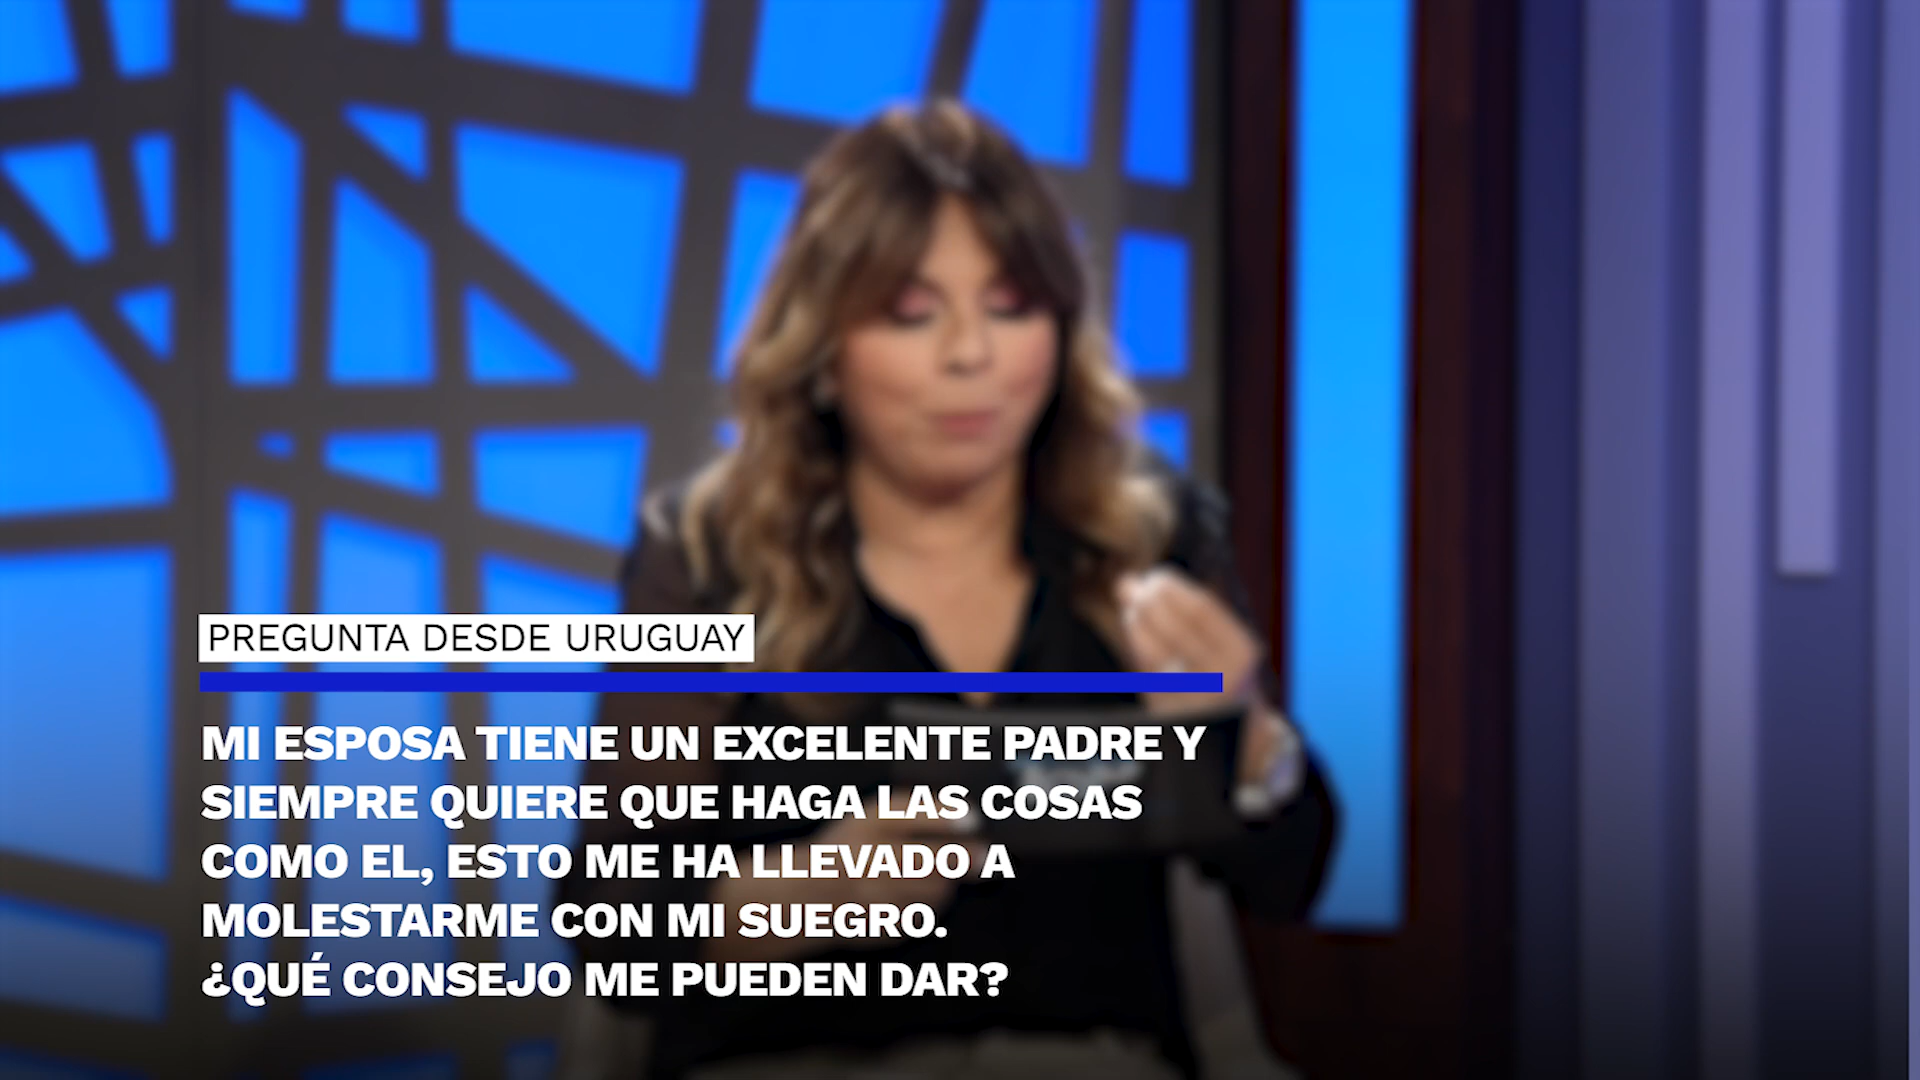 PREGUNTA DESDE URUGUAY
MI ESPOSA TIENE UN EXCELENTE PADRE Y
SIEMPRE QUIERE QUE HAGA LAS COSAS
COMO EL, ESTO ME HA LLEVADO A
MOLESTARME CON MI SUEGRO.
¿QUÉ CONSEJO ME PUEDEN DAR?